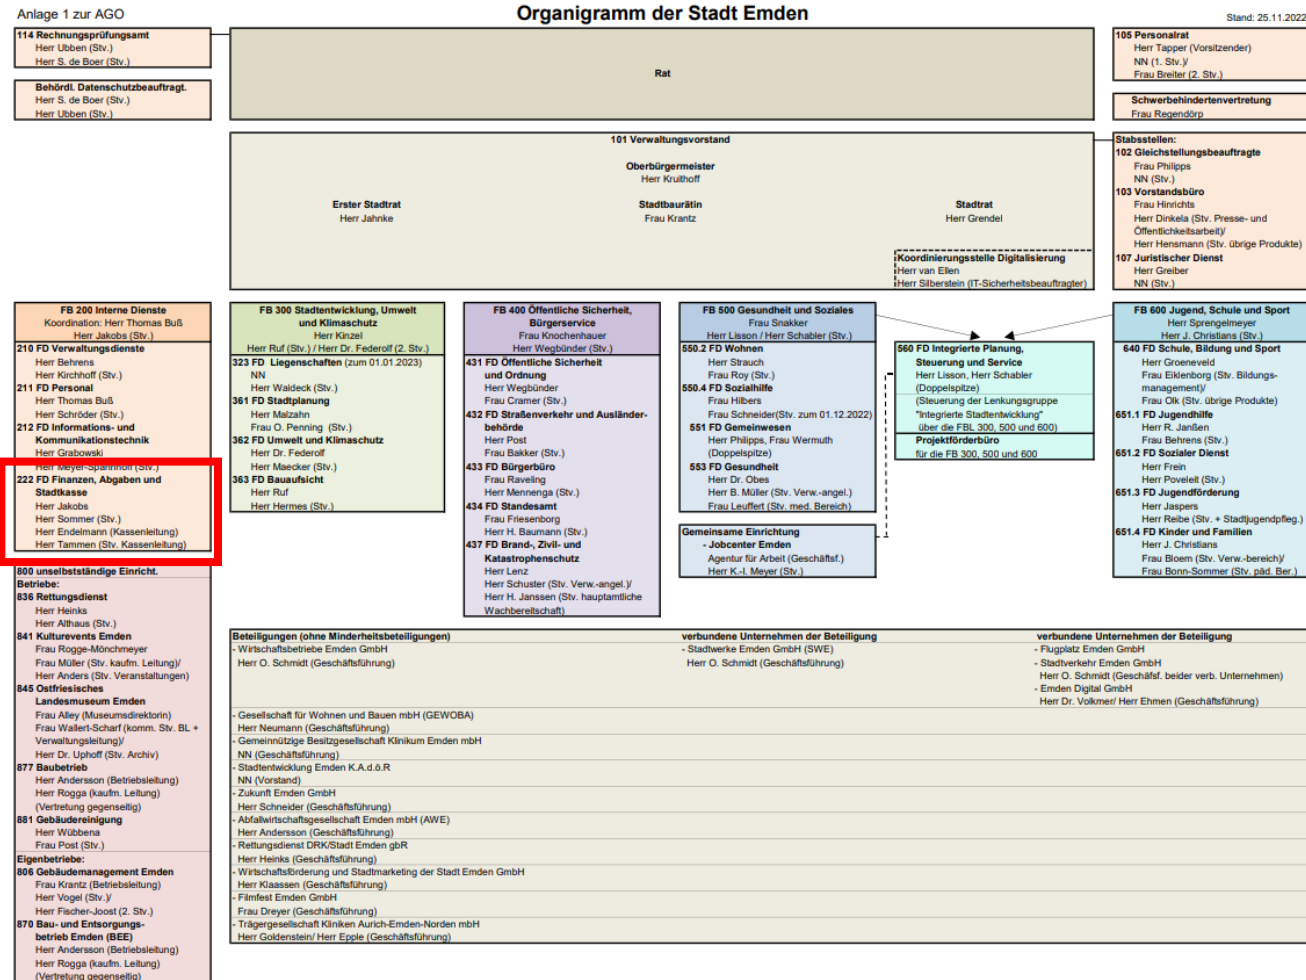 Anlage 1 zur AGO
Organigramm der Stadt Emden
Stand: 25.11.2022
114 Rechnungsprüfungsamt
Herr Ubben (Stv.)
Herr S. de Boer (Stv.)
Behördl. Datenschutzbeauftragt.
Herr S. de Boer (Stv.)
Herr Ubben (Stv.)
Rat
105 Personalrat
Herr Tapper (Vorsitzender)
NN (1. Stv.)/
Frau Breiter (2. Stv.)
Schwerbehindertenvertretung
Frau Regendörp
101 Verwaltungsvorstand
Oberbürgermeister
Herr Kruithoff
Erster Stadtrat
Herr Jahnke
Stadtbaurätin
Frau Krantz
Stadtrat
Herr Grendel
Koordinierungsstelle Digitalisierung
Herr van Ellen
Herr Silberstein (IT-Sicherheitsbeauftragter)
Stabsstellen:
102 Gleichstellungsbeauftragte
Frau Philipps
NN (Stv.)
103 Vorstandsbüro
Frau Hinrichts
Herr Dinkela (Stv. Presse- und
Öffentlichkeitsarbeit)/
Herr Hensmann (Stv. übrige Produkte)
107 Juristischer Dienst
Herr Greiber
NN (Stv.)
FB 200 Interne Dienste
Koordination: Herr Thomas Buß
Herr Jakobs (Stv.)
210 FD Verwaltungsdienste
Herr Behrens
Herr Kirchhoff (Stv.)
211 FD Personal
Herr Thomas Buß
Herr Schröder (Stv.)
212 FD Informations- und
Kommunikationstechnik
Herr Grabowski
Herr Meyer-Spannhoff (Stv.)
222 FD Finanzen, Abgaben und
Stadtkasse
Herr Jakobs
Herr Sommer (Stv.)
Herr Endelmann (Kassenleitung)
Herr Tammen (Stv. Kassenleitung)
FB 300 Stadtentwicklung, Umwelt
und Klimaschutz
Herr Kinzel
Herr Ruf (Stv.) / Herr Dr. Federolf (2. Stv.)
323 FD Liegenschaften (zum 01.01.2023)
NN
Herr Waldeck (Stv.)
361 FD Stadtplanung
Herr Malzahn
Frau O. Penning (Stv.)
362 FD Umwelt und Klimaschutz
Herr Dr. Federolf
Herr Maecker (Stv.)
363 FD Bauaufsicht
Herr Ruf
Herr Hermes (Stv.)
FB 400 Öffentliche Sicherheit,
Bürgerservice
Frau Knochenhauer
Herr Wegbünder (Stv.)
431 FD Öffentliche Sicherheit
und Ordnung
Herr Wegbünder
Frau Cramer (Stv.)
432 FD Straßenverkehr und Ausländer-
behörde
Herr Post
Frau Bakker (Stv.)
433 FD Bürgerbüro
Frau Raveling
Herr Mennenga (Stv.)
434 FD Standesamt
Frau Friesenborg
Herr H. Baumann (Stv.)
437 FD Brand-, Zivil- und
Katastrophenschutz
Herr Lenz
Herr Schuster (Stv. Verw.-angel.)/
Herr H. Janssen (Stv. hauptamtliche
Wachbereitschaft)
FB 500 Gesundheit und Soziales
Frau Snakker
Herr Lisson / Herr Schabler (Stv.)
550.2 FD Wohnen
Herr Strauch
Frau Roy (Stv.)
550.4 FD Sozialhilfe
Frau Hilbers
Frau Schneider(Stv. zum 01.12.2022)
551 FD Gemeinwesen
Herr Philipps, Frau Wermuth
(Doppelspitze)
553 FD Gesundheit
Herr Dr. Obes
Herr B. Müller (Stv. Verw.-angel.)
Frau Leuffert (Stv. med. Bereich)
Gemeinsame Einrichtung
- Jobcenter Emden
Agentur für Arbeit (Geschäftsf.)
Herr K.-I. Meyer (Stv.)
560 FD Integrierte Planung,
Steuerung und Service
Herr Lisson, Herr Schabler
(Doppelspitze)
(Steuerung der Lenkungsgruppe
"Integrierte Stadtentwicklung"
über die FBL 300, 500 und 600)
Projektförderbüro
für die FB 300, 500 und 600
FB 600 Jugend, Schule und Sport
Herr Sprengelmeyer
Herr J. Christians (Stv.)
640 FD Schule, Bildung und Sport
Herr Groeneveld
Frau Eiklenborg (Stv. Bildungs-
management)/
Frau Olk (Stv. übrige Produkte)
651.1 FD Jugendhilfe
Herr R. Janßen
Frau Behrens (Stv.)
651.2 FD Sozialer Dienst
Herr Frein
Herr Poveleit (Stv.)
651.3 FD Jugendförderung
Herr Jaspers
Herr Reibe (Stv. + Stadtjugendpfleg.)
651.4 FD Kinder und Familien
Herr J. Christians
Frau Bloem (Stv. Verw.-bereich)/
Frau Bonn-Sommer (Stv. päd. Ber.)
800 unselbstständige Einricht.
Betriebe:
836 Rettungsdienst
Herr Heinks
Herr Althaus (Stv.)
841 Kulturevents Emden
Frau Rogge-Mönchmeyer
Frau Müller (Stv. kaufm. Leitung)/
Herr Anders (Stv. Veranstaltungen)
845 Ostfriesisches
Landesmuseum Emden
Frau Alley (Museumsdirektorin)
Frau Wallert-Scharf (komm. Stv. BL +
Verwaltungsleitung)/
Herr Dr. Uphoff (Stv. Archiv)
877 Baubetrieb
Herr Andersson (Betriebsleitung)
Herr Rogga (kaufm. Leitung)
(Vertretung gegenseitig)
881 Gebäudereinigung
Herr Wübbena
Frau Post (Stv.)
Eigenbetriebe:
806 Gebäudemanagement Emden
Frau Krantz (Betriebsleitung)
Herr Vogel (Stv.)/
Herr Fischer-Joost (2. Stv.)
870 Bau- und Entsorgungs-
betrieb Emden (BEE)
Herr Andersson (Betriebsleitung)
Herr Rogga (kaufm. Leitung)
(Vertretung gegenseitig)
Beteiligungen (ohne Minderheitsbeteiligungen)
verbundene Unternehmen der Beteiligung
verbundene Unternehmen der Beteiligung
- Wirtschaftsbetriebe Emden GmbH
Herr O. Schmidt (Geschäftsführung)
- Stadtwerke Emden GmbH (SWE)
Herr O. Schmidt (Geschäftsführung)
- Flugplatz Emden GmbH
- Stadtverkehr Emden GmbH
Herr O. Schmidt (Geschäfsf. beider verb. Unternehmen)
- Emden Digital GmbH
Herr Dr. Volkmer/ Herr Ehmen (Geschäftsführung)
- Gesellschaft für Wohnen und Bauen mbH (GEWOBA)
Herr Neumann (Geschäftsführung)
- Gemeinnützige Besitzgesellschaft Klinikum Emden mbH
NN (Geschäftsführung)
- Stadtentwicklung Emden K.A.d.ö.R
NN (Vorstand)
- Zukunft Emden GmbH
Herr Schneider (Geschäftsführung)
- Abfallwirtschaftsgesellschaft Emden mbH (AWE)
Herr Andersson (Geschäftsführung)
- Rettungsdienst DRK/Stadt Emden gbR
Herr Heinks (Geschäftsführung)
- Wirtschaftsförderung und Stadtmarketing der Stadt Emden GmbH
Herr Klaassen (Geschäftsführung)
- Filmfest Emden GmbH
Frau Dreyer (Geschäftsführung)
- Trägergesellschaft Kliniken Aurich-Emden-Norden mbH
Herr Goldenstein/ Herr Epple (Geschäftsführung)